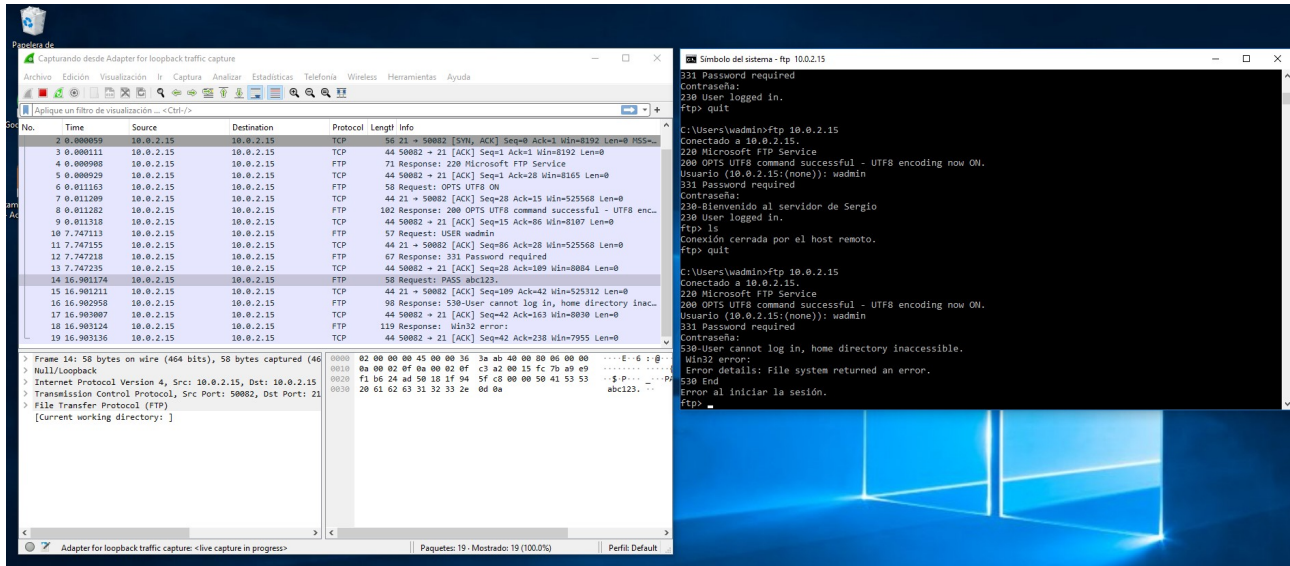 Papelera de
Capturando desde Adapter for loopback traffic capture
Archivo Edición Visualización Ir Captura Analizar Estadísticas Telefonía Wireless Herramientas Ayuda
Aplique un filtro de visualización ... <Ctrl-/>
No. Time Source Destination Protocol Lengtl Info
2 0.000059 10.0.2.15 10.0.2.15 TCP 56 21 → 50082 [SYN, ACK] Seq=0 Ack=1 Win=8192 Len=0 MSS=…
3 0.000111 10.0.2.15 10.0.2.15 TCP 44 50082 → 21 [ACK] Seq=1 Ack=1 Win=8192 Len=0
4 0.000908 10.0.2.15 10.0.2.15 FTP 71 Response: 220 Microsoft FTP Service
5 0.000929 10.0.2.15 10.0.2.15 TCP 44 50082 → 21 [ACK] Seq=1 Ack=28 Win=8165 Len=0
6 0.011163 10.0.2.15 10.0.2.15 FTP 58 Request: OPTS UTF8 ON
7 0.011209 10.0.2.15 10.0.2.15 TCP 44 21 → 50082 [ACK] Seq=28 Ack=15 Win=525568 Len=0
8 0.011282 10.0.2.15 10.0.2.15 FTP 102 Response: 200 OPTS UTF8 command successful - UTF8 enc…
9 0.011318 10.0.2.15 10.0.2.15 TCP 44 50082 → 21 [ACK] Seq=15 Ack=86 Win=8107 Len=0
10 7.747113 10.0.2.15 10.0.2.15 FTP 57 Request: USER wadmin
11 7.747155 10.0.2.15 10.0.2.15 TCP 44 21 → 50082 [ACK] Seq=86 Ack=28 Win=525568 Len=0
12 7.747218 10.0.2.15 10.0.2.15 FTP 67 Response: 331 Password required
13 7.747235 10.0.2.15 10.0.2.15 TCP 44 50082 → 21 [ACK] Seq=28 Ack=109 Win=8084 Len=0
14 16.901174 10.0.2.15 10.0.2.15 FTP 58 Request: PASS abc123.
15 16.901211 10.0.2.15 10.0.2.15 TCP 44 21 → 50082 [ACK] Seq=109 Ack=42 Win=525312 Len=0
16 16.902958 10.0.2.15 10.0.2.15 FTP 98 Response: 530-User cannot log in, home directory inac…
17 16.903007 10.0.2.15 10.0.2.15 TCP 44 50082 → 21 [ACK] Seq=42 Ack=163 Win=8030 Len=0
18 16.903124 10.0.2.15 10.0.2.15 FTP 119 Response: Win32 error:
19 16.903136 10.0.2.15 10.0.2.15 TCP 44 50082 → 21 [ACK] Seq=42 Ack=238 Win=7955 Len=0
> Frame 14: 58 bytes on wire (464 bits), 58 bytes captured (46
> Null/Loopback
> Internet Protocol Version 4, Src: 10.0.2.15, Dst: 10.0.2.15
> Transmission Control Protocol, Src Port: 50082, Dst Port: 21
> File Transfer Protocol (FTP)
[Current working directory: ]
0000 02 00 00 00 45 00 00 36 3a ab 40 00 80 06 00 00 ····E··6 :·@··
0010 0a 00 02 0f 0a 00 02 0f c3 a2 00 15 fc 7b a9 e9
0020 f1 b6 24 ad 50 18 1f 94 5f c8 00 00 50 41 53 53 ··$·P··· _···PA
0030 20 61 62 63 31 32 33 2e 0d 0a abc123. ··
Adapter for loopback traffic capture: <live capture in progress>
Paquetes: 19 · Mostrado: 19 (100.0%)
Perfil: Default
Símbolo del sistema - ftp 10.0.2.15
331 Password required
Contraseña:
230 User logged in.
ftp> quit
C:\Users\wadmin>ftp 10.0.2.15
Conectado a 10.0.2.15.
220 Microsoft FTP Service
200 OPTS UTF8 command successful - UTF8 encoding now ON.
Usuario (10.0.2.15:(none)): wadmin
331 Password required
Contraseña:
230-Bienvenido al servidor de Sergio
230 User logged in.
ftp> ls
Conexión cerrada por el host remoto.
ftp> quit
C:\Users\wadmin>ftp 10.0.2.15
Conectado a 10.0.2.15.
220 Microsoft FTP Service
200 OPTS UTF8 command successful - UTF8 encoding now ON.
Usuario (10.0.2.15:(none)): wadmin
331 Password required
Contraseña:
530-User cannot log in, home directory inaccessible.
Win32 error:
Error details: File system returned an error.
530 End
Error al iniciar la sesión.
ftp>